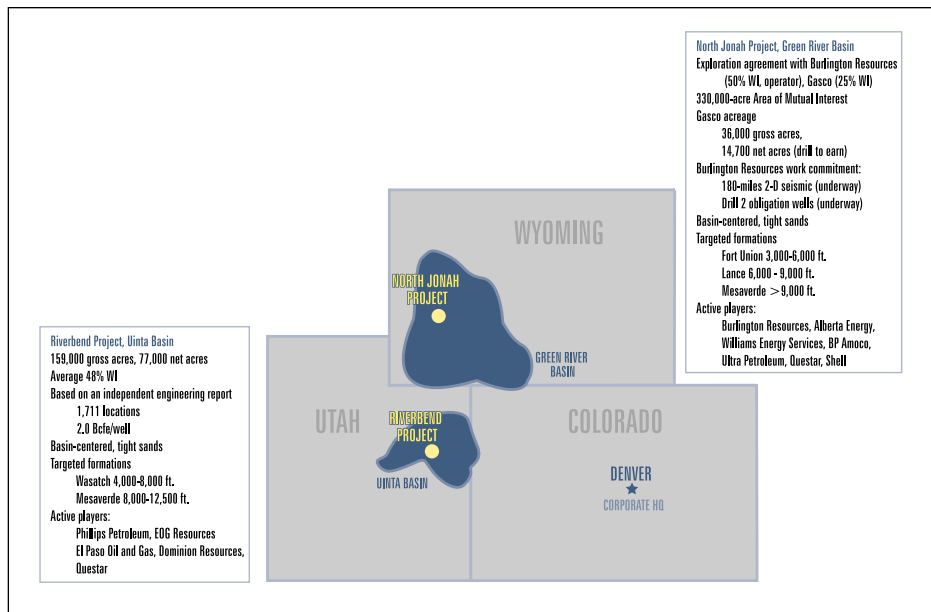 North Jonah Project, Green River Basin
Exploration agreement with Burlington Resources
(50% WI, operator), Gasco (25% WI)
330,000-acre Area of Mutual Interest
Gasco acreage
36,000 gross acres,
14,700 net acres (drill to earn)
Burlington Resources work commitment:
180-miles 2-D seismic (underway)
Drill 2 obligation wells (underway)
Basin-centered, tight sands
Targeted formations
Fort Union 3,000-6,000 ft.
Lance 6,000 - 9,000 ft.
Mesaverde > 9,000 ft.
Active players:
Burlington Resources, Alberta Energy,
Williams Energy Services, BP Amoco,
Ultra Petroleum, Questar, Shell
WYOMING
NORTH JONAH
PROJECT
GREEN RIVER
BASIN
Riverbend Project, Uinta Basin
159,000 gross acres, 77,000 net acres
Average 48% WI
Based on an independent engineering report
1,711 locations
2.0 Bcfe/well
Basin-centered, tight sands
Targeted formations
Wasatch 4,000-8,000 ft.
Mesaverde 8,000-12,500 ft.
Active players:
Phillips Petroleum, EOG Resources
El Paso Oil and Gas, Dominion Resources,
Questar
UTAH
RIVERBEND
PROJECT
UINTA BASIN
COLORADO
DENVER
CORPORATE HQ